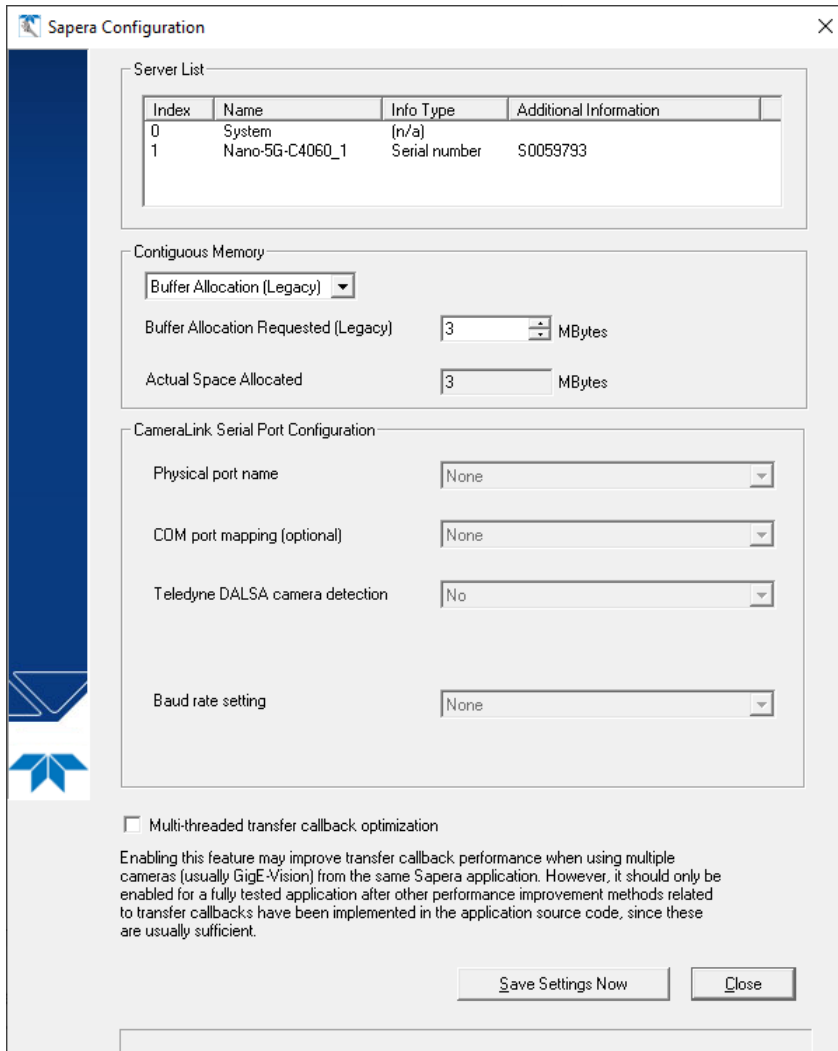 Sapera Configuration
Server List
Index Name Info Type Additional Information
0 System (n/a)
1 Nano-5G-C4060_1 Serial number S0059793
Contiguous Memory
Buffer Allocation (Legacy)
Buffer Allocation Requested (Legacy) 3 MBytes
Actual Space Allocated 3 MBytes
CameraLink Serial Port Configuration
Physical port name None
COM port mapping (optional) None
Teledyne DALSA camera detection No
Baud rate setting None
Multi-threaded transfer callback optimization
Enabling this feature may improve transfer callback performance when using multiple
cameras (usually GigE-Vision) from the same Sapera application. However, it should only be
enabled for a fully tested application after other performance improvement methods related
to transfer callbacks have been implemented in the application source code, since these
are usually sufficient.
Save Settings Now Close